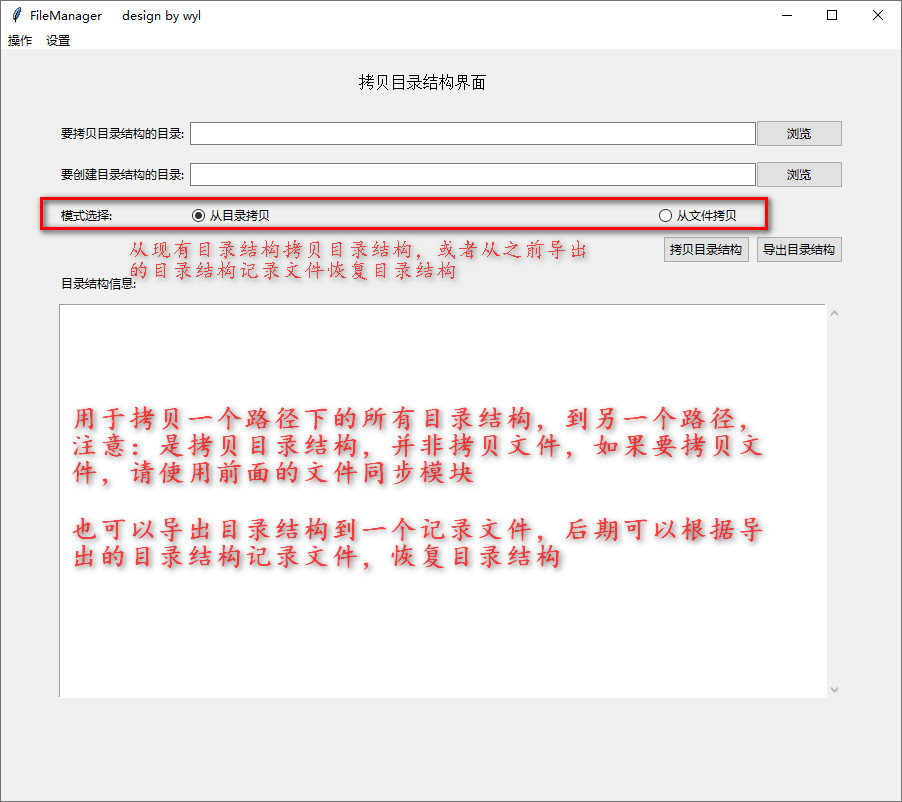 FileManager design by wyl
操作 设置
拷贝目录结构界面
要拷贝目录结构的目录: 浏览
要创建目录结构的目录: 浏览
模式选择: 从目录拷贝 从文件拷贝
从现有目录结构拷贝目录结构，或者从之前导出
的目录结构记录文件恢复目录结构
拷贝目录结构 导出目录结构
目录结构信息:
用于拷贝一个路径下的所有目录结构，到另一个路径，
注意：是拷贝目录结构，并非拷贝文件，如果要拷贝文
件，请使用前面的文件同步模块
也可以导出目录结构到一个记录文件，后期可以根据导
出的目录结构记录文件，恢复目录结构